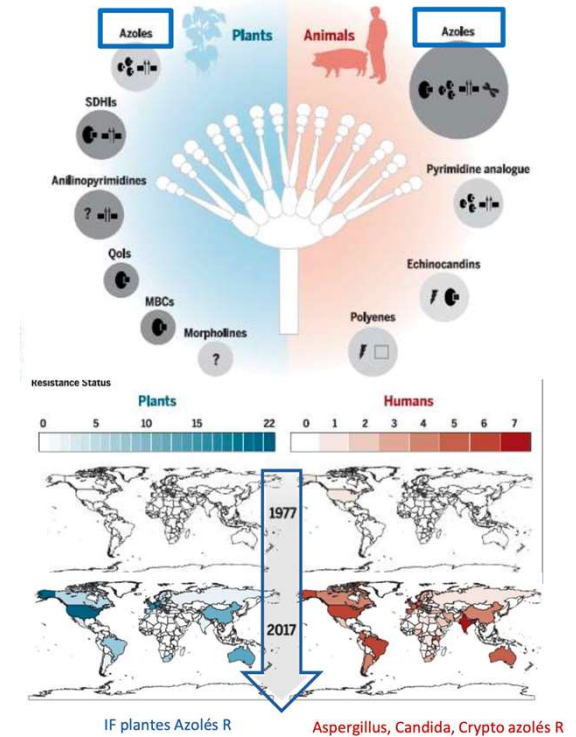 Azoles
Plants
Animals
Azoles
SDHIs
Anilinopyrimidines
?
Pyrimidine analogue
QoIs
Echinocandins
MBCs
Morpholines
?
Polyenes
Resistance Status
Plants
Humans
0 5 10 15 22
0 1 2 3 4 5 6 7
1977
2017
IF plantes Azolés R
Aspergillus, Candida, Crypto azolés R